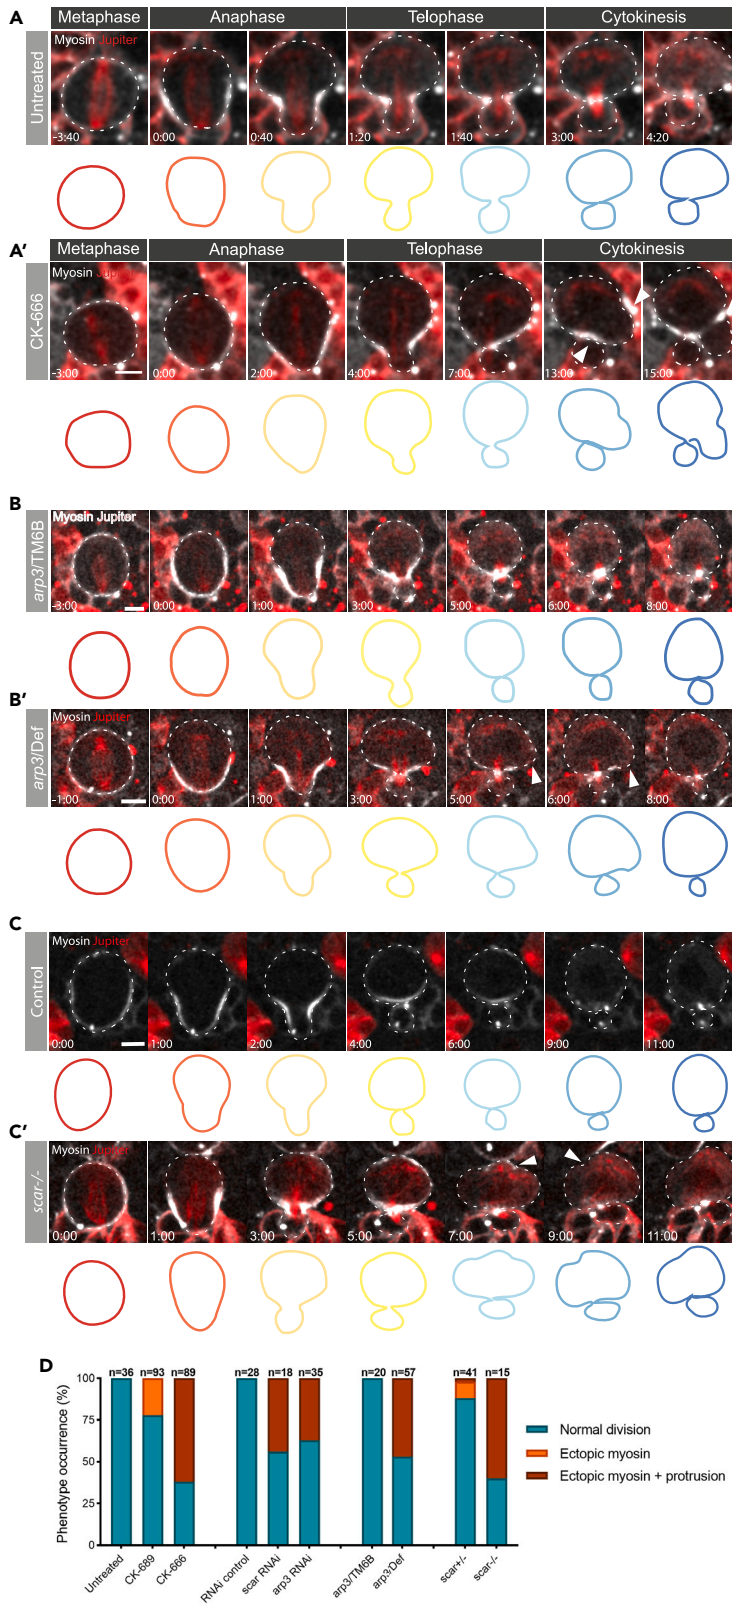 A
Metaphase Anaphase Telophase Cytokinesis
Untreated
Myosin Jupiter
-3:40 0:00 0:40 1:20 1:40 3:00 4:20
A′
Metaphase Anaphase Telophase Cytokinesis
CK-666
Myosin Jupiter
-3:00 0:00 2:00 4:00 7:00 13:00 15:00
B
arp3/TM6B
Myosin Jupiter
-3:00 0:00 1:00 3:00 5:00 6:00 8:00
B′
arp3/Def
Myosin Jupiter
-1:00 0:00 1:00 3:00 5:00 6:00 8:00
C
Control
Myosin Jupiter
0:00 1:00 2:00 4:00 6:00 9:00 11:00
C′
scar-/-
Myosin Jupiter
0:00 1:00 3:00 5:00 7:00 9:00 11:00
D
n=36 n=93 n=89 n=28 n=18 n=35 n=20 n=57 n=41 n=15
Phenotype occurrence (%)
100
75
50
25
0
Normal division
Ectopic myosin
Ectopic myosin + protrusion
Untreated
CK-689
CK-666
RNAi control
scar RNAi
arp3 RNAi
arp3/TM6B
arp3/Def
scar+/-
scar-/-